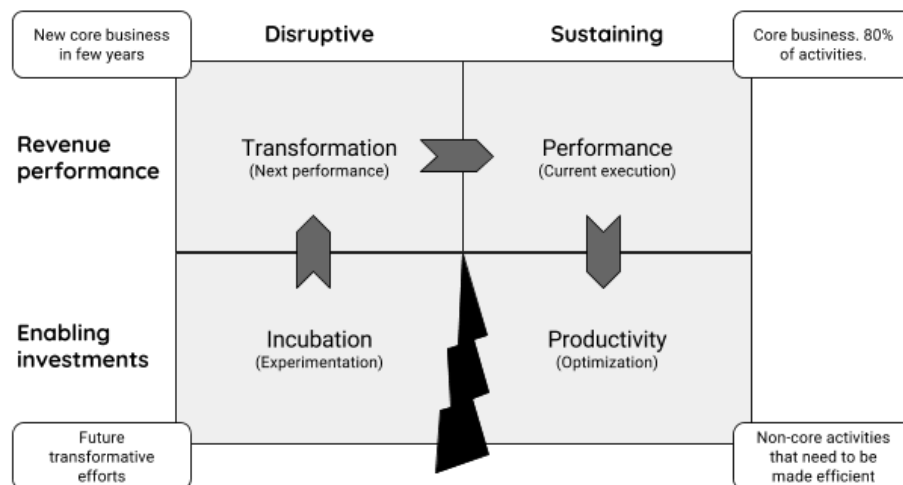 New core business
in few years
Disruptive
Sustaining
Core business. 80%
of activities.
Revenue
performance
Transformation
(Next performance)
Performance
(Current execution)
Enabling
investments
Incubation
(Experimentation)
Productivity
(Optimization)
Future
transformative
efforts
Non-core activities
that need to be
made efficient